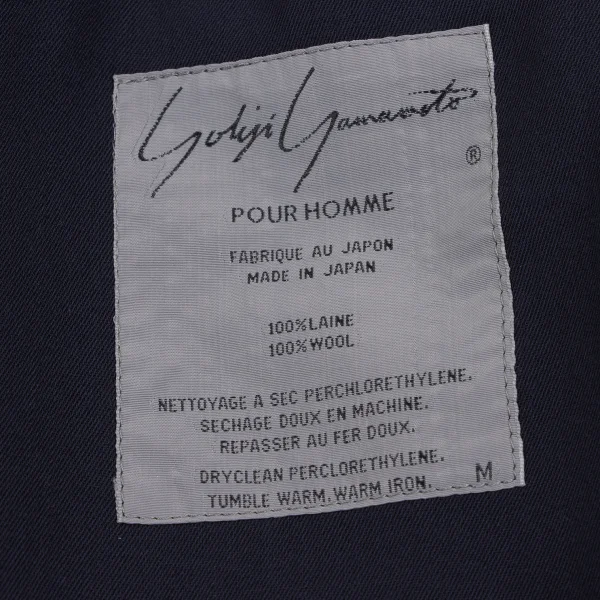 Yohji Yamamoto
®
POUR HOMME
FABRIQUE AU JAPON
MADE IN JAPAN
100%LAINE
100%WOOL
NETTOYAGE A SEC PERCHLORETHYLENE.
SECHAGE DOUX EN MACHINE.
REPASSER AU FER DOUX.
DRYCLEAN PERCLORETHYLENE.
TUMBLE WARM.WARM IRON.
M